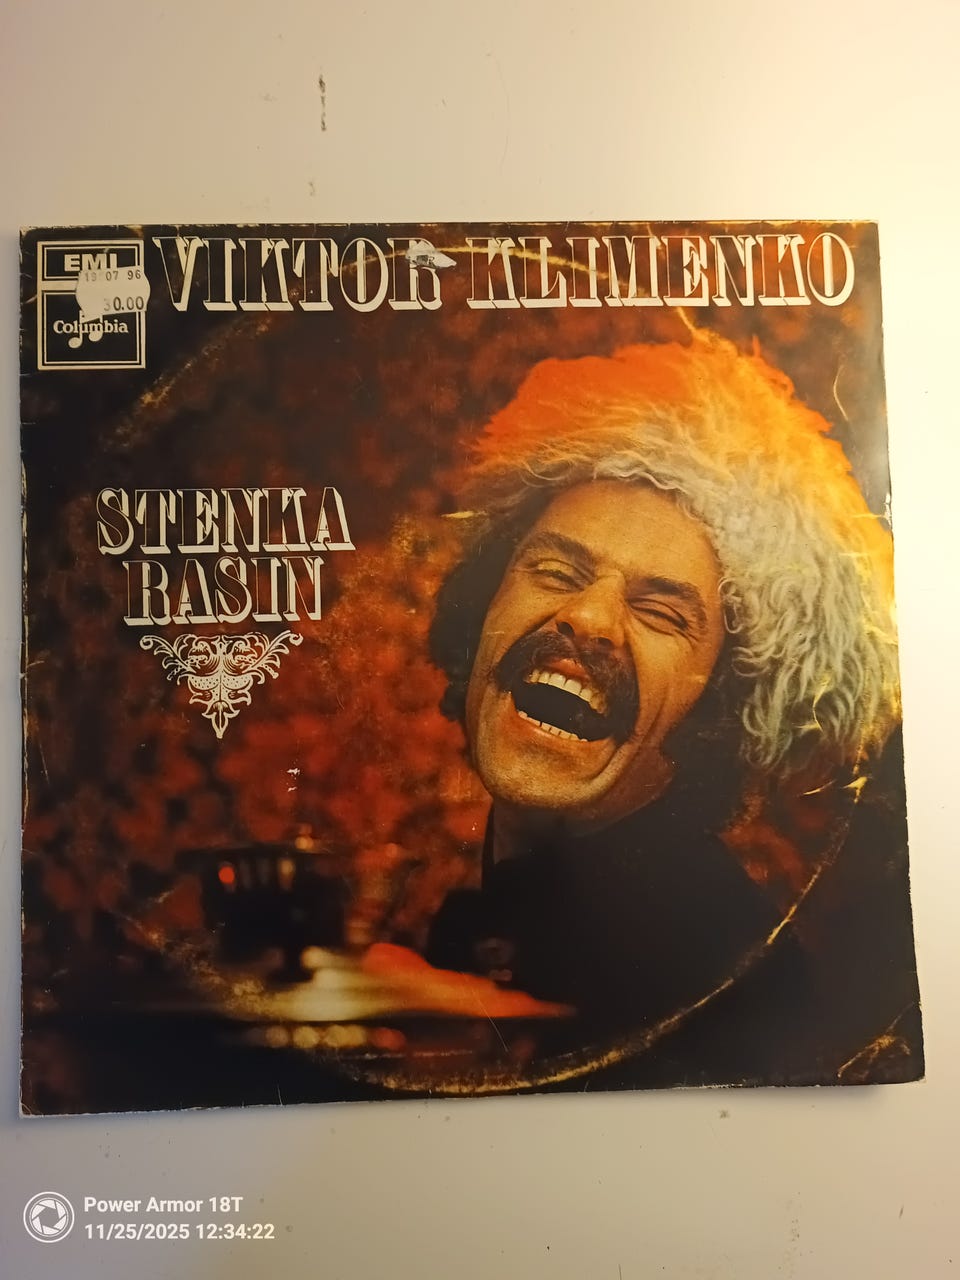 VIKTOR KLIMENKO
EMI
19 07 96
30.00
Columbia
STENKA
RASIN
Power Armor 18T
11/25/2025 12:34:22